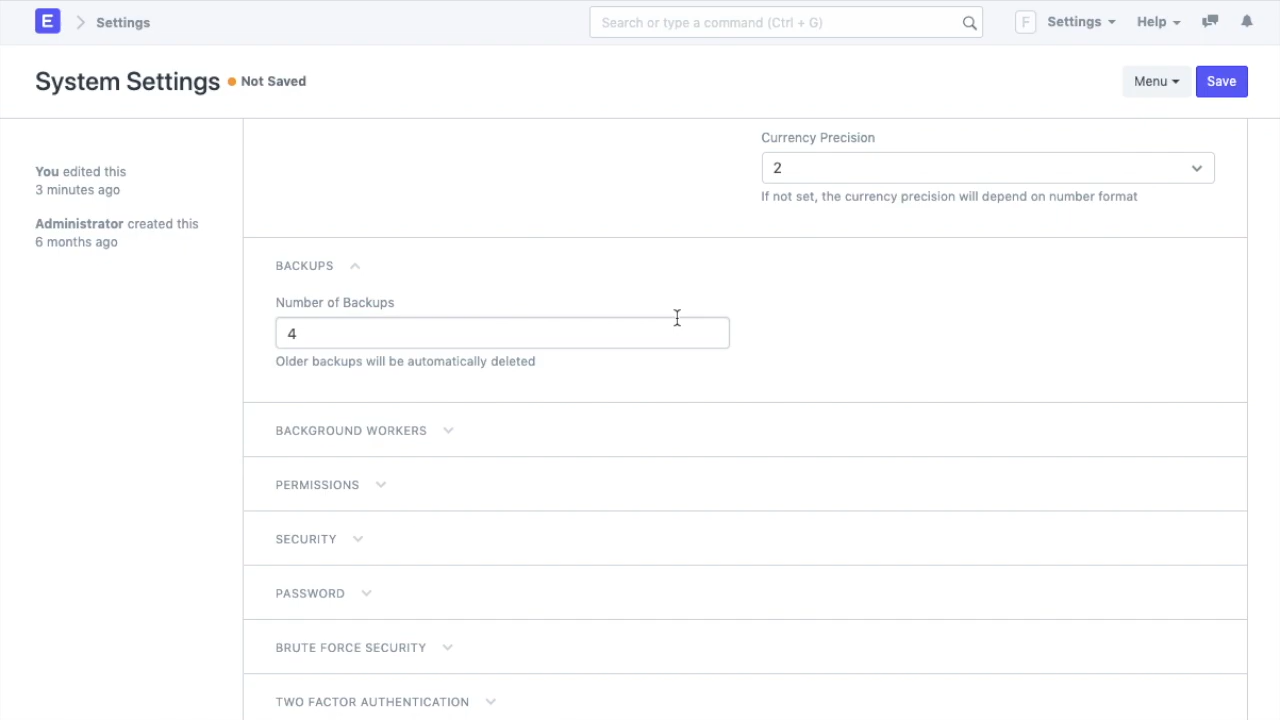 E
Settings
Search or type a command (Ctrl + G)
F
Settings
Help
System Settings
Not Saved
Menu
Save
You edited this
3 minutes ago
Administrator created this
6 months ago
Currency Precision
2
If not set, the currency precision will depend on number format
BACKUPS
Number of Backups
4
Older backups will be automatically deleted
BACKGROUND WORKERS
PERMISSIONS
SECURITY
PASSWORD
BRUTE FORCE SECURITY
TWO FACTOR AUTHENTICATION